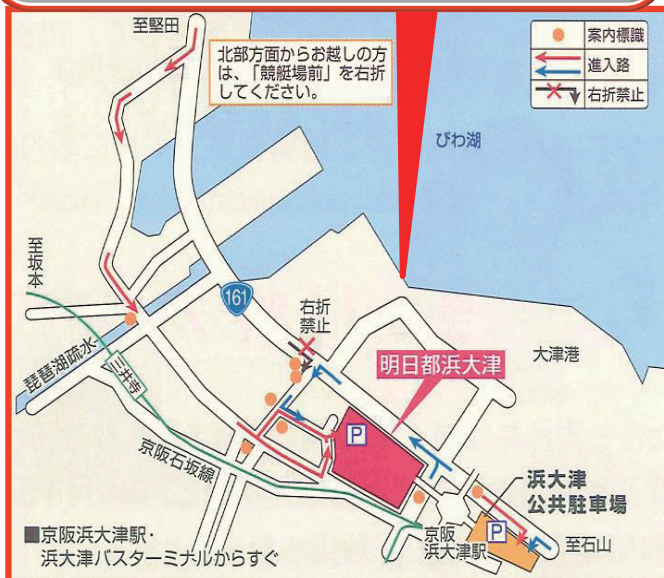 至堅田
北部方面からお越しの方
は、「競艇場前」を右折
してください。
案内標識
進入路
右折禁止
びわ湖
至坂本
161
右折
禁止
琵琶湖疏水
三井寺
明日都浜大津
大津港
P
京阪石坂線
浜大津
公共駐車場
P
京阪
浜大津駅
至石山
■京阪浜大津駅・
浜大津バスターミナルからすぐ